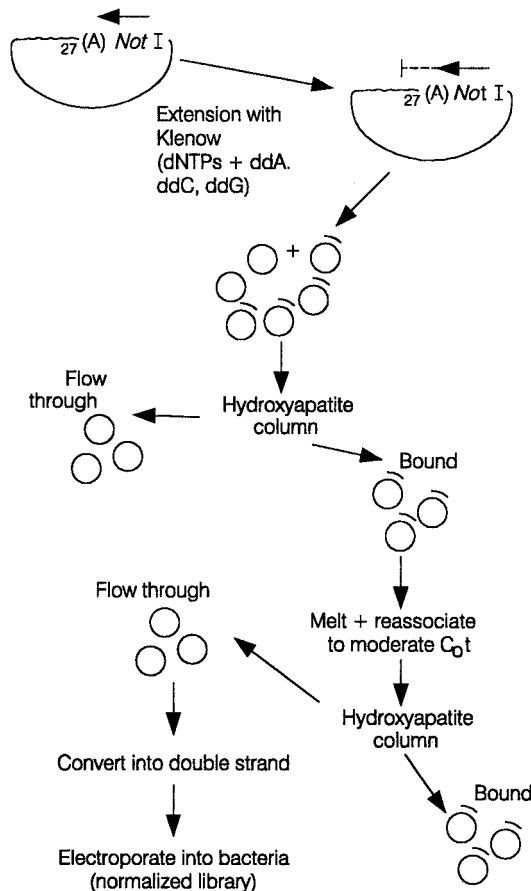 27 (A) Not I
27 (A) Not I
Extension with
Klenow
(dNTPs + ddA.
ddC, ddG)
+
Flow
through
Hydroxyapatite
column
Bound
Flow through
Melt + reassociate
to moderate C0t
Hydroxyapatite
column
Convert into double strand
Bound
Electroporate into bacteria
(normalized library)